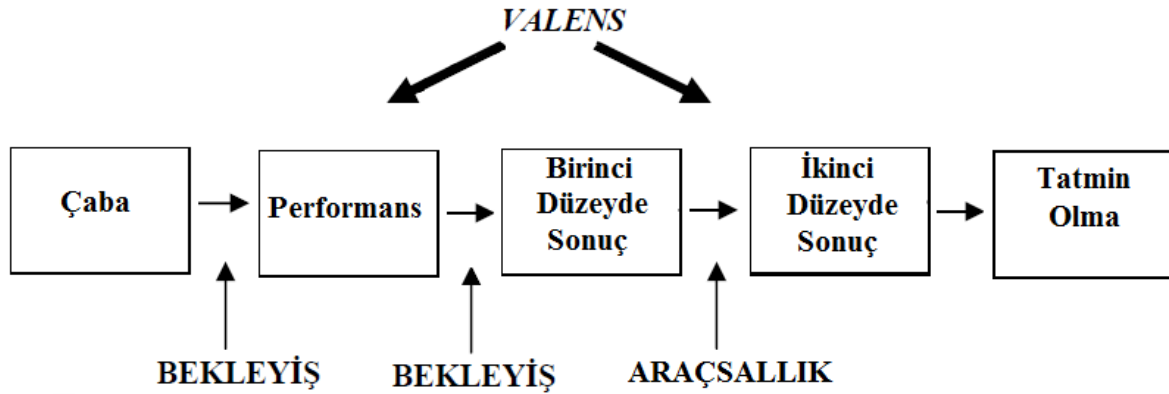 VALENS
Çaba
Performans
Birinci
Düzeyde
Sonuç
İkinci
Düzeyde
Sonuç
Tatmin
Olma
BEKLEYİŞ
BEKLEYİŞ
ARAÇSALLIK